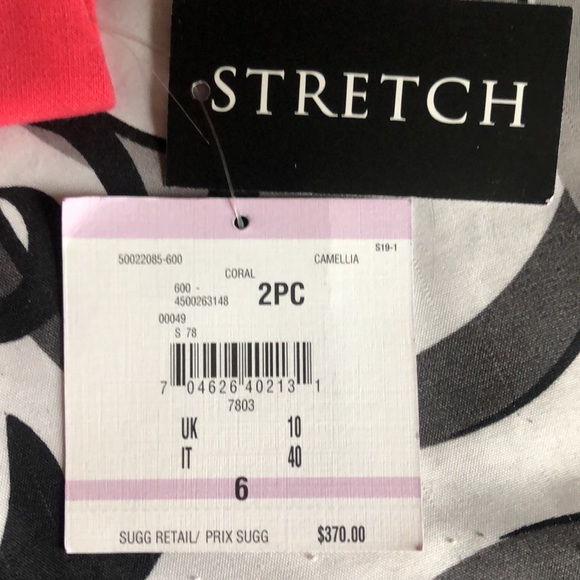 STRETCH
S19-1
50022085-600 CAMELLIA
CORAL
600 -
4500263148 2PC
00049
S 78
7 04626 40213 1
7803
UK 10
IT 40
6
SUGG RETAIL/ PRIX SUGG $370.00